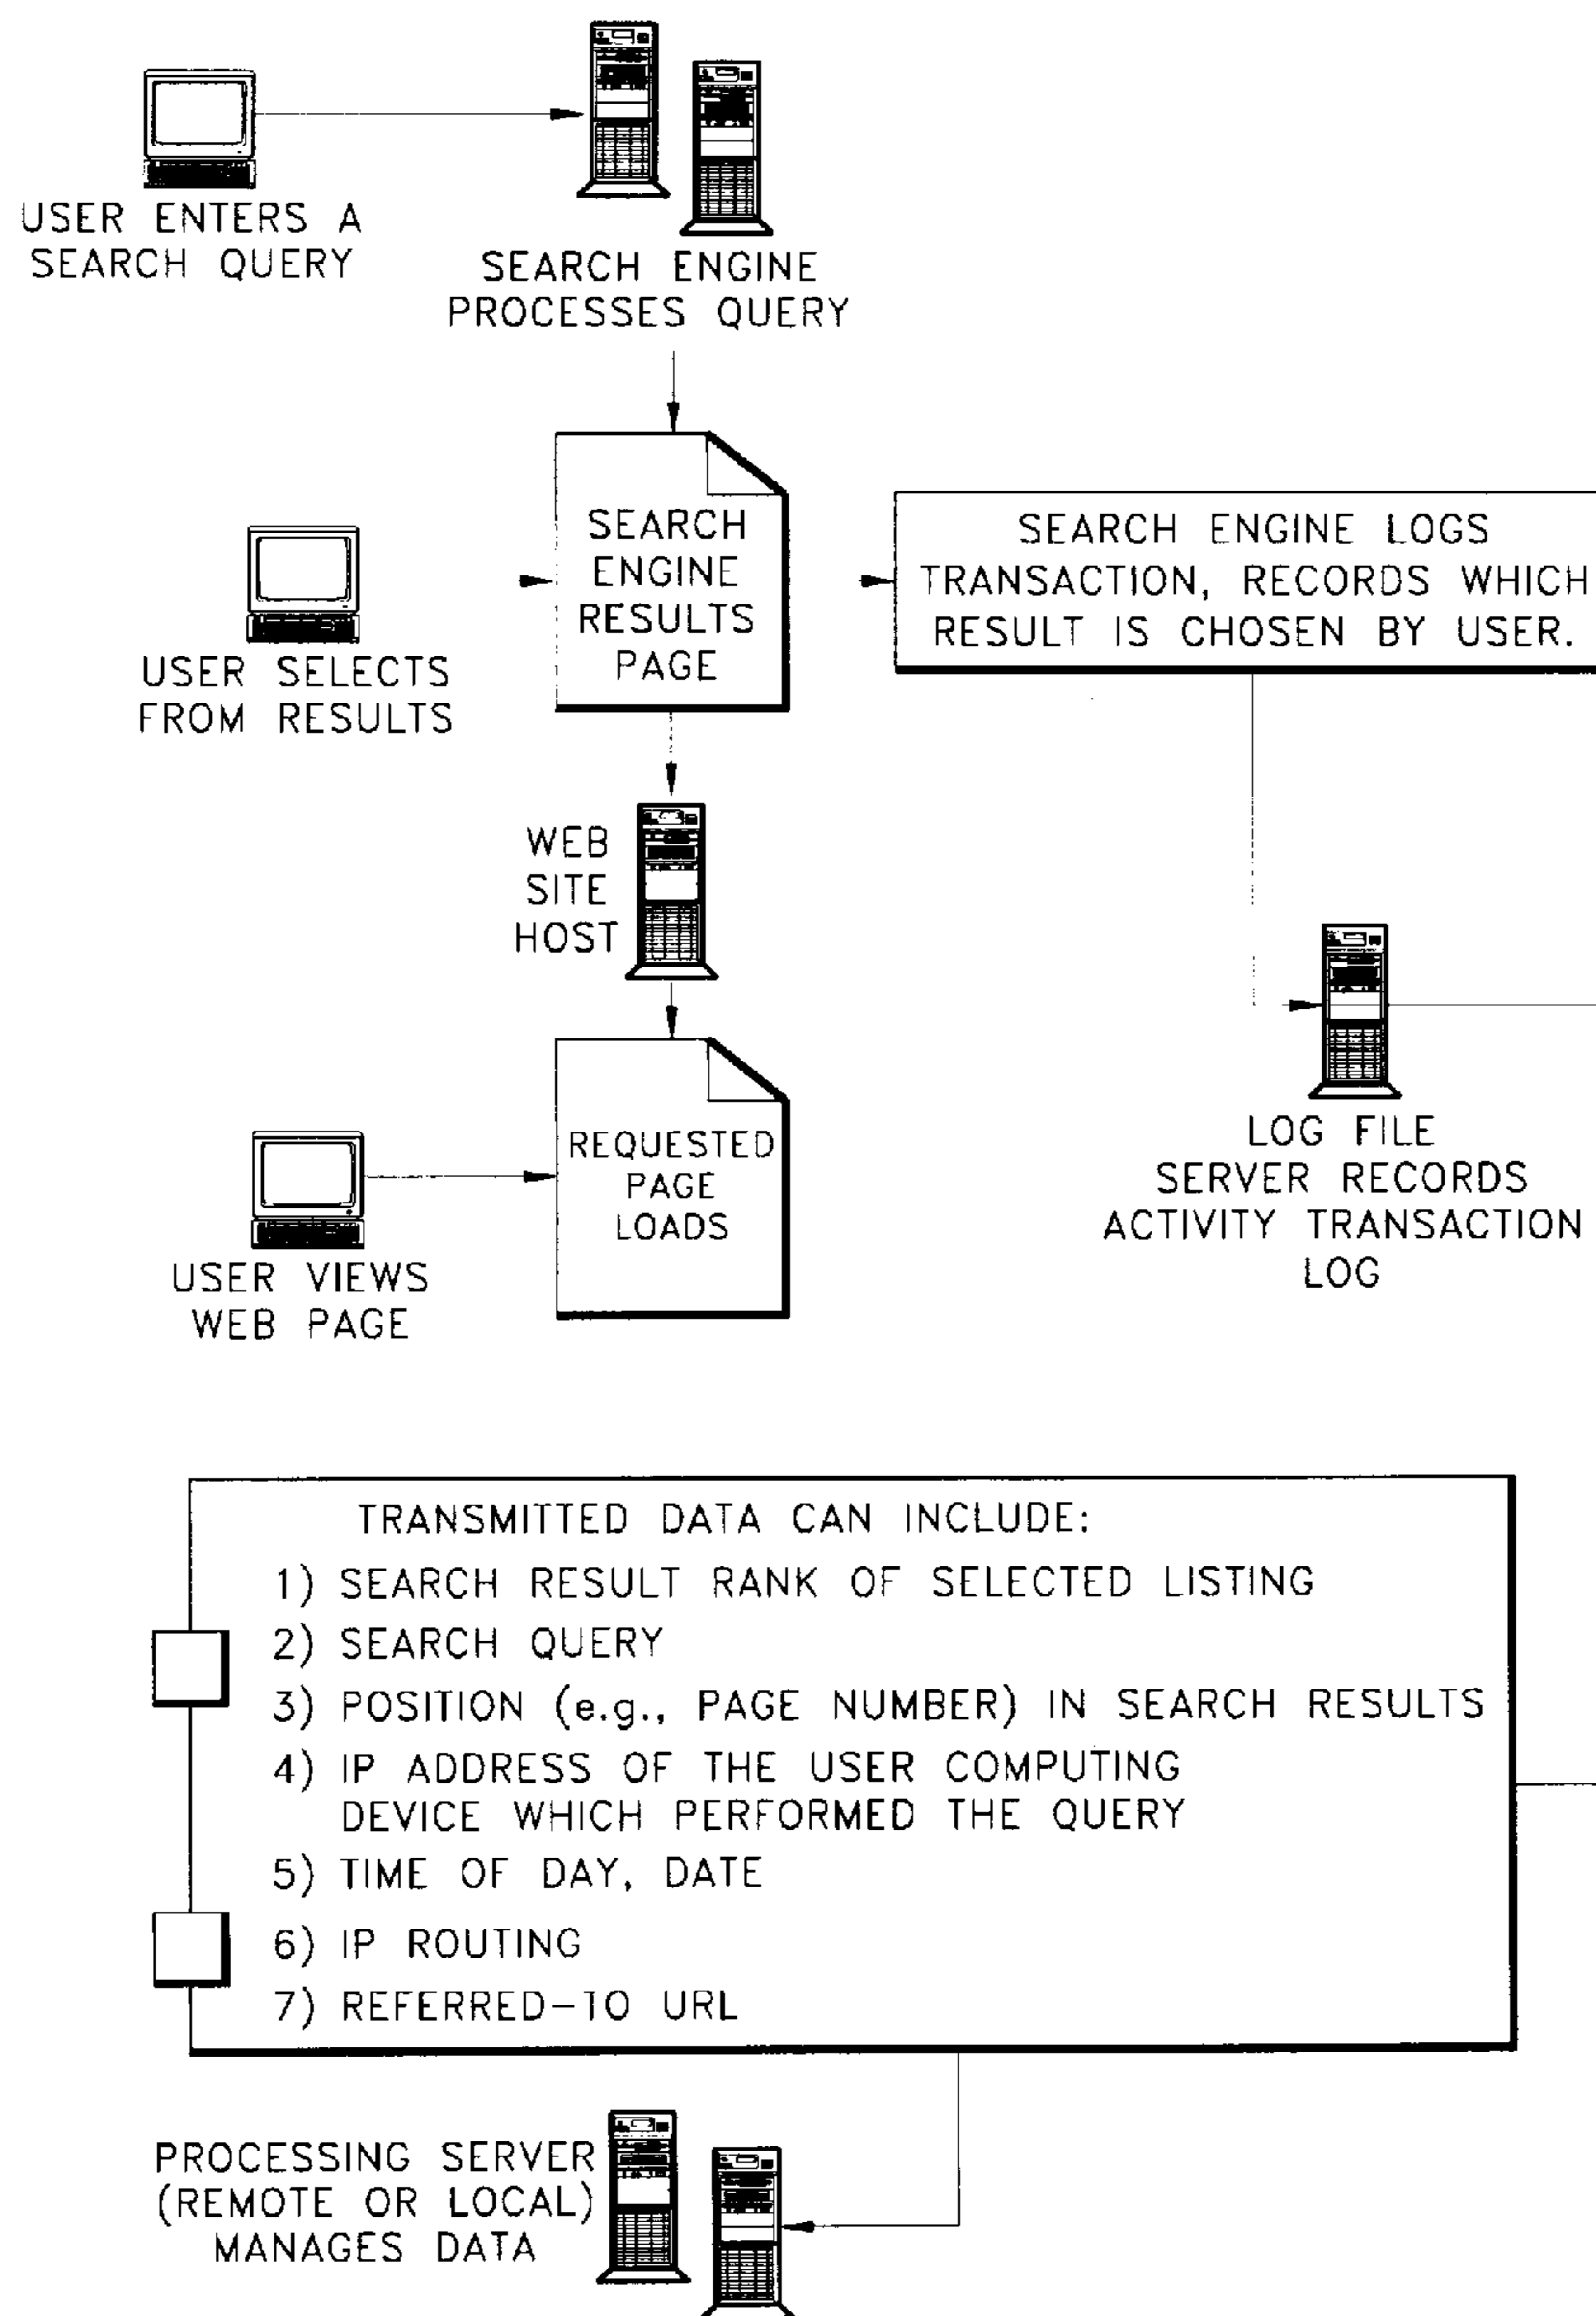 USER ENTERS A
SEARCH QUERY
SEARCH ENGINE
PROCESSES QUERY
SEARCH
ENGINE
RESULTS
PAGE
SEARCH ENGINE LOGS
TRANSACTION, RECORDS WHICH
RESULT IS CHOSEN BY USER.
USER SELECTS
FROM RESULTS
WEB
SITE
HOST
REQUESTED
PAGE
LOADS
LOG FILE
SERVER RECORDS
ACTIVITY TRANSACTION
LOG
USER VIEWS
WEB PAGE
TRANSMITTED DATA CAN INCLUDE:
1) SEARCH RESULT RANK OF SELECTED LISTING
2) SEARCH QUERY
3) POSITION (e.g., PAGE NUMBER) IN SEARCH RESULTS
4) IP ADDRESS OF THE USER COMPUTING
DEVICE WHICH PERFORMED THE QUERY
5) TIME OF DAY, DATE
6) IP ROUTING
7) REFERRED-TO URL
PROCESSING SERVER
(REMOTE OR LOCAL)
MANAGES DATA